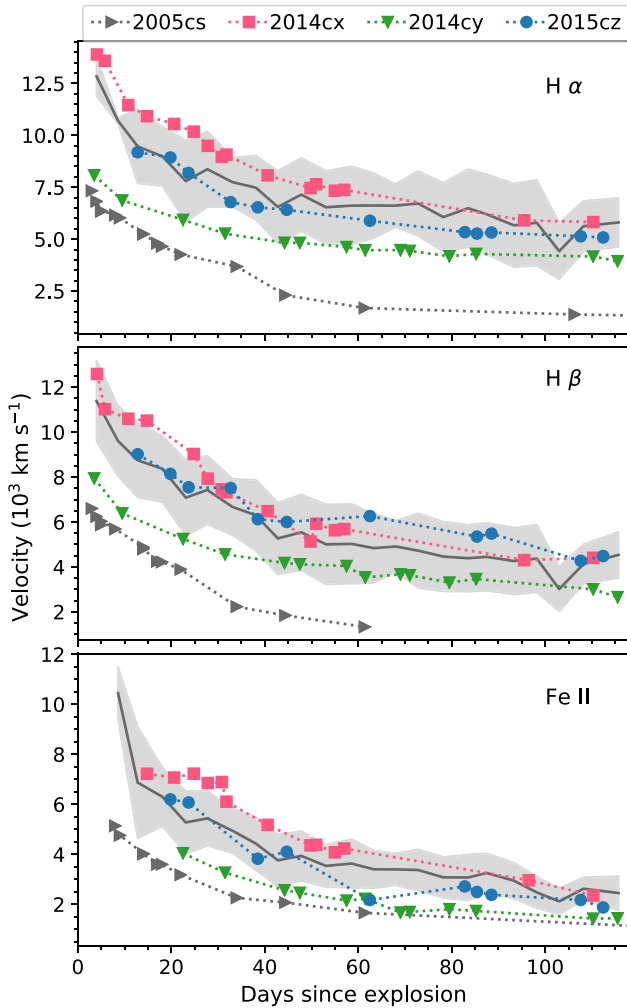 2005cs 2014cx 2014cy 2015cz
H α
12.5
10.0
7.5
5.0
2.5
H β
12
10
8
6
4
2
Velocity (10³ km s⁻¹)
Fe II
12
10
8
6
4
2
0 20 40 60 80 100
Days since explosion